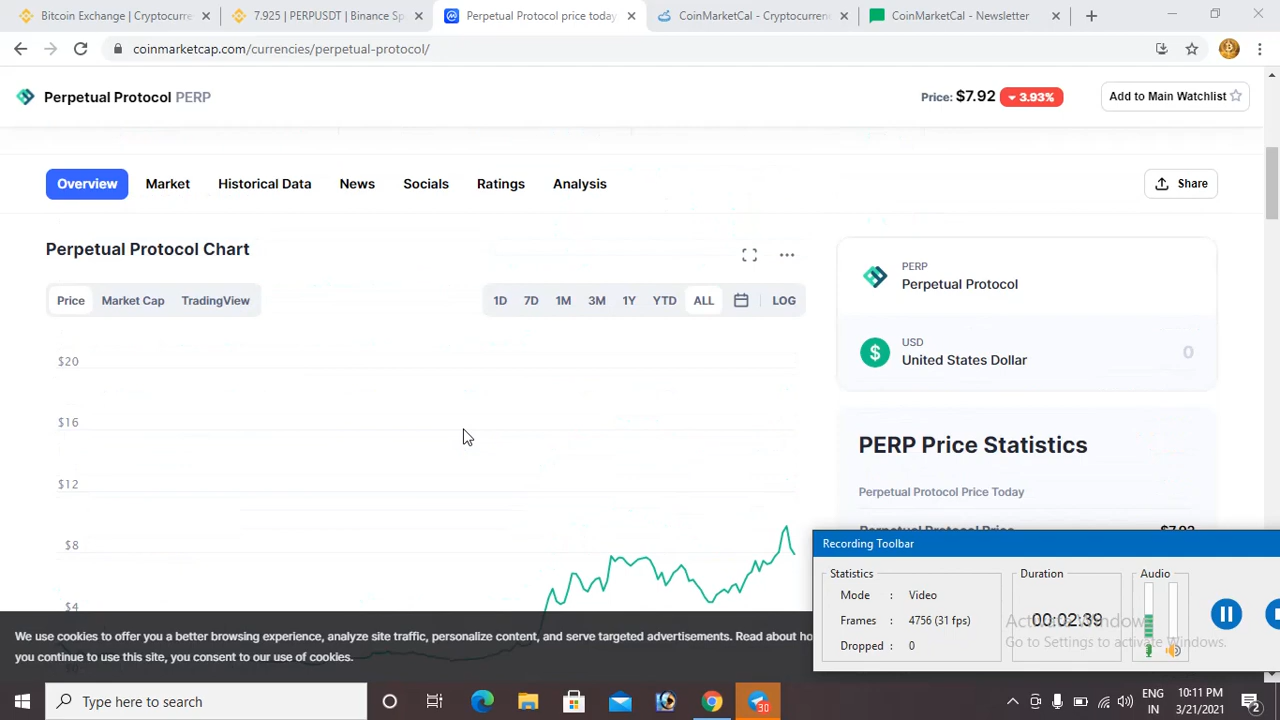 Bitcoin Exchange | Cryptocurre
7.925 | PERPUSDT | Binance Sp
Perpetual Protocol price today
CoinMarketCal - Cryptocurren
CoinMarketCal - Newsletter
coinmarketcap.com/currencies/perpetual-protocol/
Perpetual Protocol PERP
Price: $7.92 3.93%
Add to Main Watchlist
Overview Market Historical Data News Socials Ratings Analysis
Share
Perpetual Protocol Chart
Price Market Cap TradingView
1D 7D 1M 3M 1Y YTD ALL LOG
$20
$16
$12
$8
$4
PERP
Perpetual Protocol
USD
United States Dollar
0
PERP Price Statistics
Perpetual Protocol Price Today
Perpetual Protocol Price $7.92
We use cookies to offer you a better browsing experience, analyze site traffic, personalize content, and serve targeted advertisements. Read about ho
you continue to use this site, you consent to our use of cookies.
Recording Toolbar
Statistics
Mode : Video
Frames : 4756 (31 fps)
Dropped : 0
Duration
00:02:39
Audio
Activate Windows
Go to Settings to activate Windows.
Type here to search
30
ENG
IN
10:11 PM
3/21/2021
2